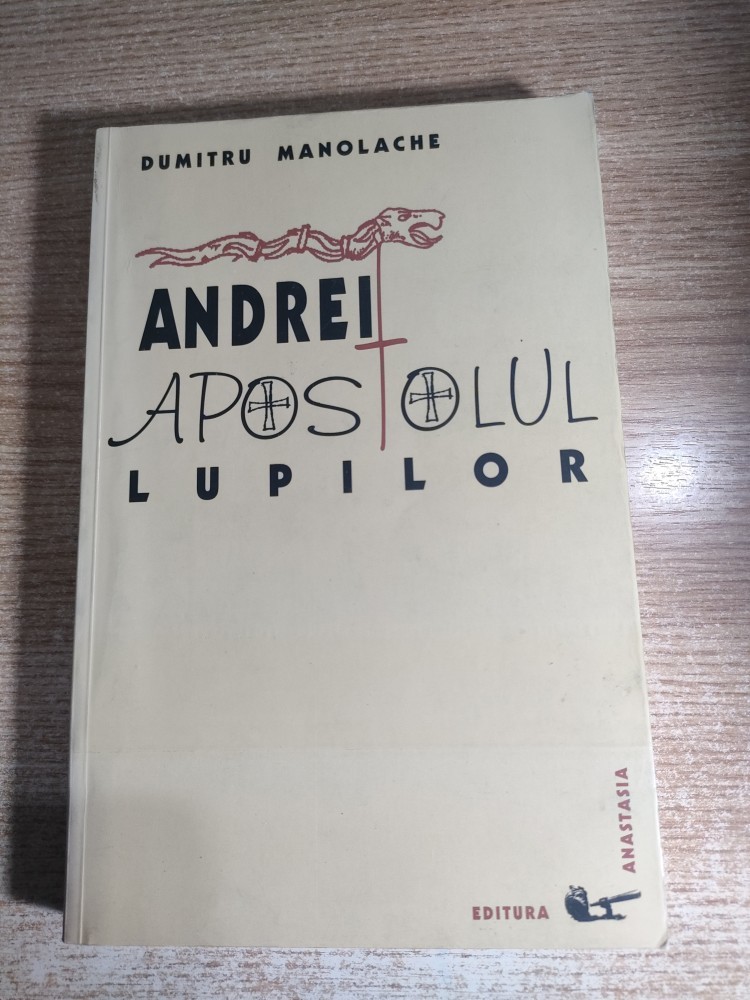 DUMITRU MANOLACHE
ANDREI
APOSTOLUL
LUPILOR
EDITURA
ANASTASIA